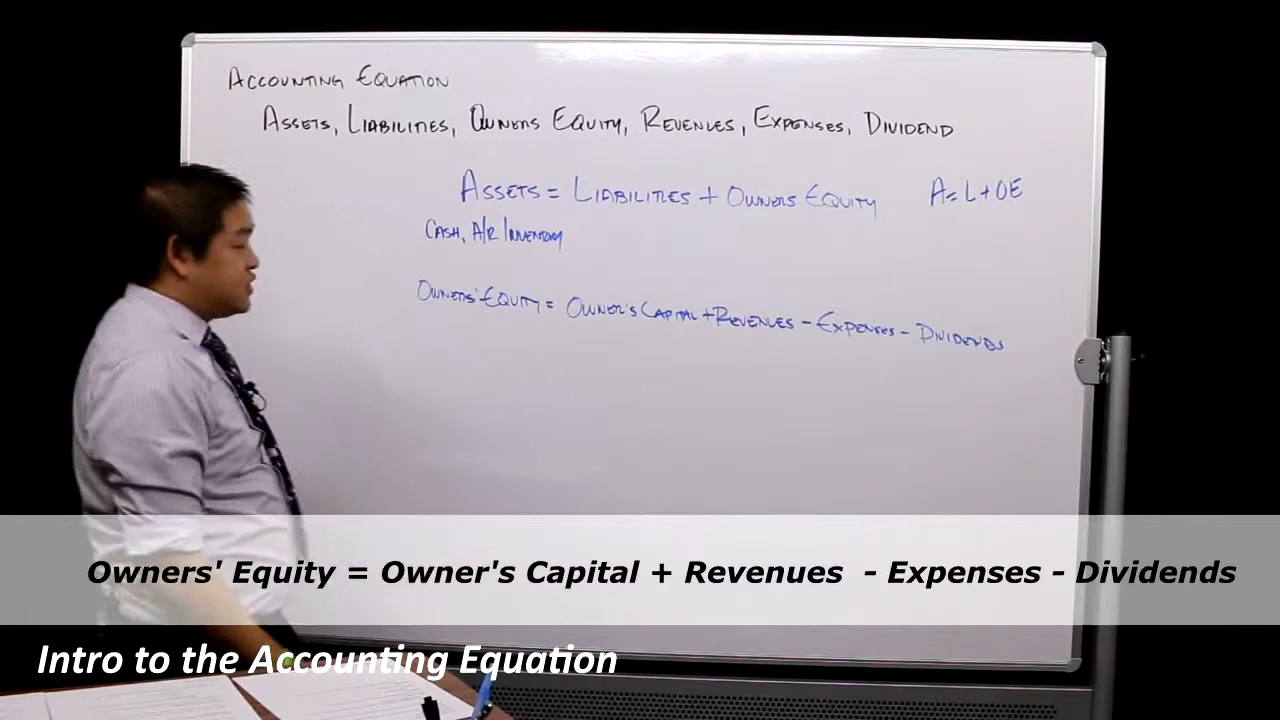 ACCOUNTING EQUATION
ASSETS, LIABILITIES, OWNERS EQUITY, REVENUES, EXPENSES, DIVIDEND
ASSETS = LIABILITIES + OWNERS EQUITY A = L + OE
CASH, A/R INVENTORY
OWNERS' EQUITY = OWNER'S CAPITAL + REVENUES - EXPENSES - DIVIDENDS
Owners' Equity = Owner's Capital + Revenues - Expenses - Dividends
Intro to the Accounting Equation